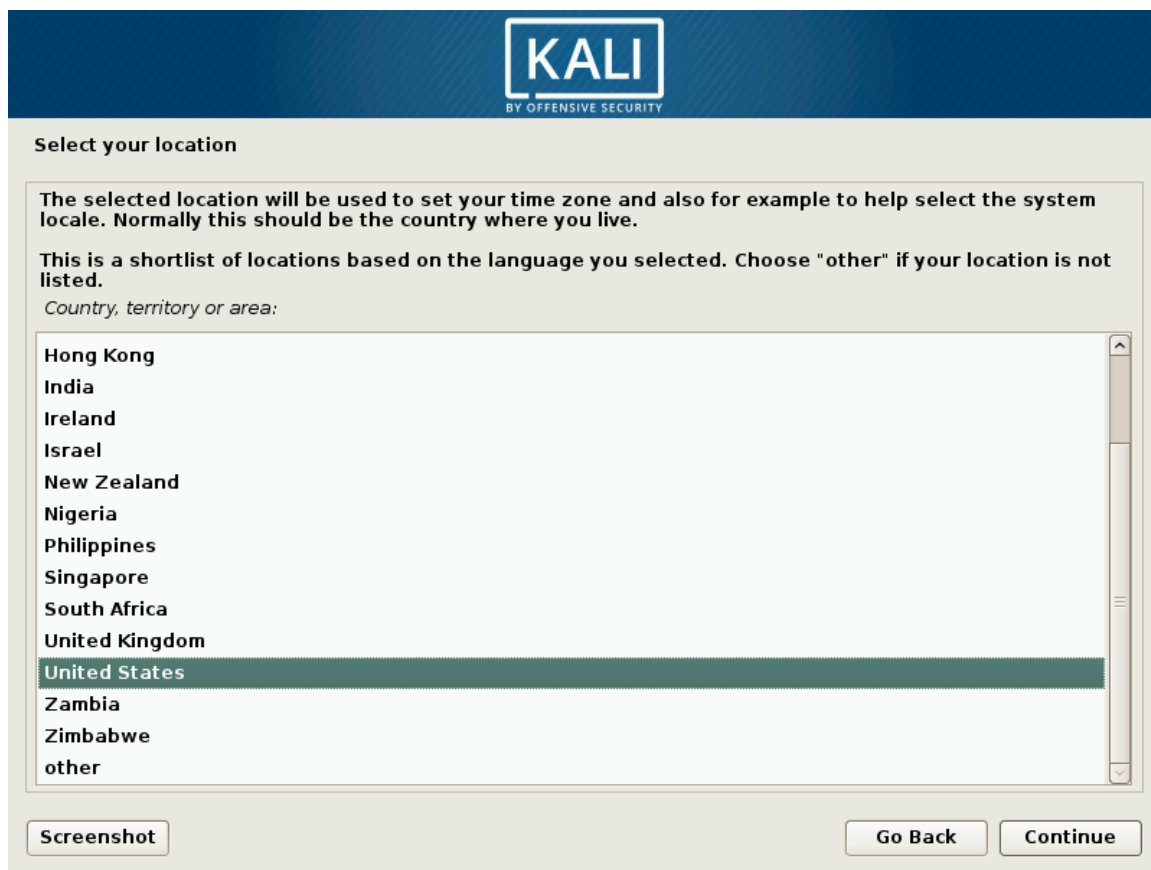 KALI
BY OFFENSIVE SECURITY
Select your location
The selected location will be used to set your time zone and also for example to help select the system
locale. Normally this should be the country where you live.
This is a shortlist of locations based on the language you selected. Choose "other" if your location is not
listed.
Country, territory or area:
Hong Kong
India
Ireland
Israel
New Zealand
Nigeria
Philippines
Singapore
South Africa
United Kingdom
United States
Zambia
Zimbabwe
other
Screenshot Go Back Continue